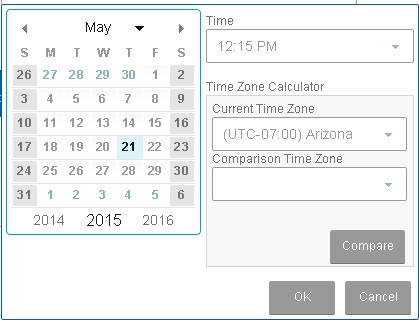 May
S M T W T F S
26 27 28 29 30 1 2
3 4 5 6 7 8 9
10 11 12 13 14 15 16
17 18 19 20 21 22 23
24 25 26 27 28 29 30
31 1 2 3 4 5 6
2014 2015 2016
Time
12:15 PM
Time Zone Calculator
Current Time Zone
(UTC-07:00) Arizona
Comparison Time Zone
Compare
OK Cancel